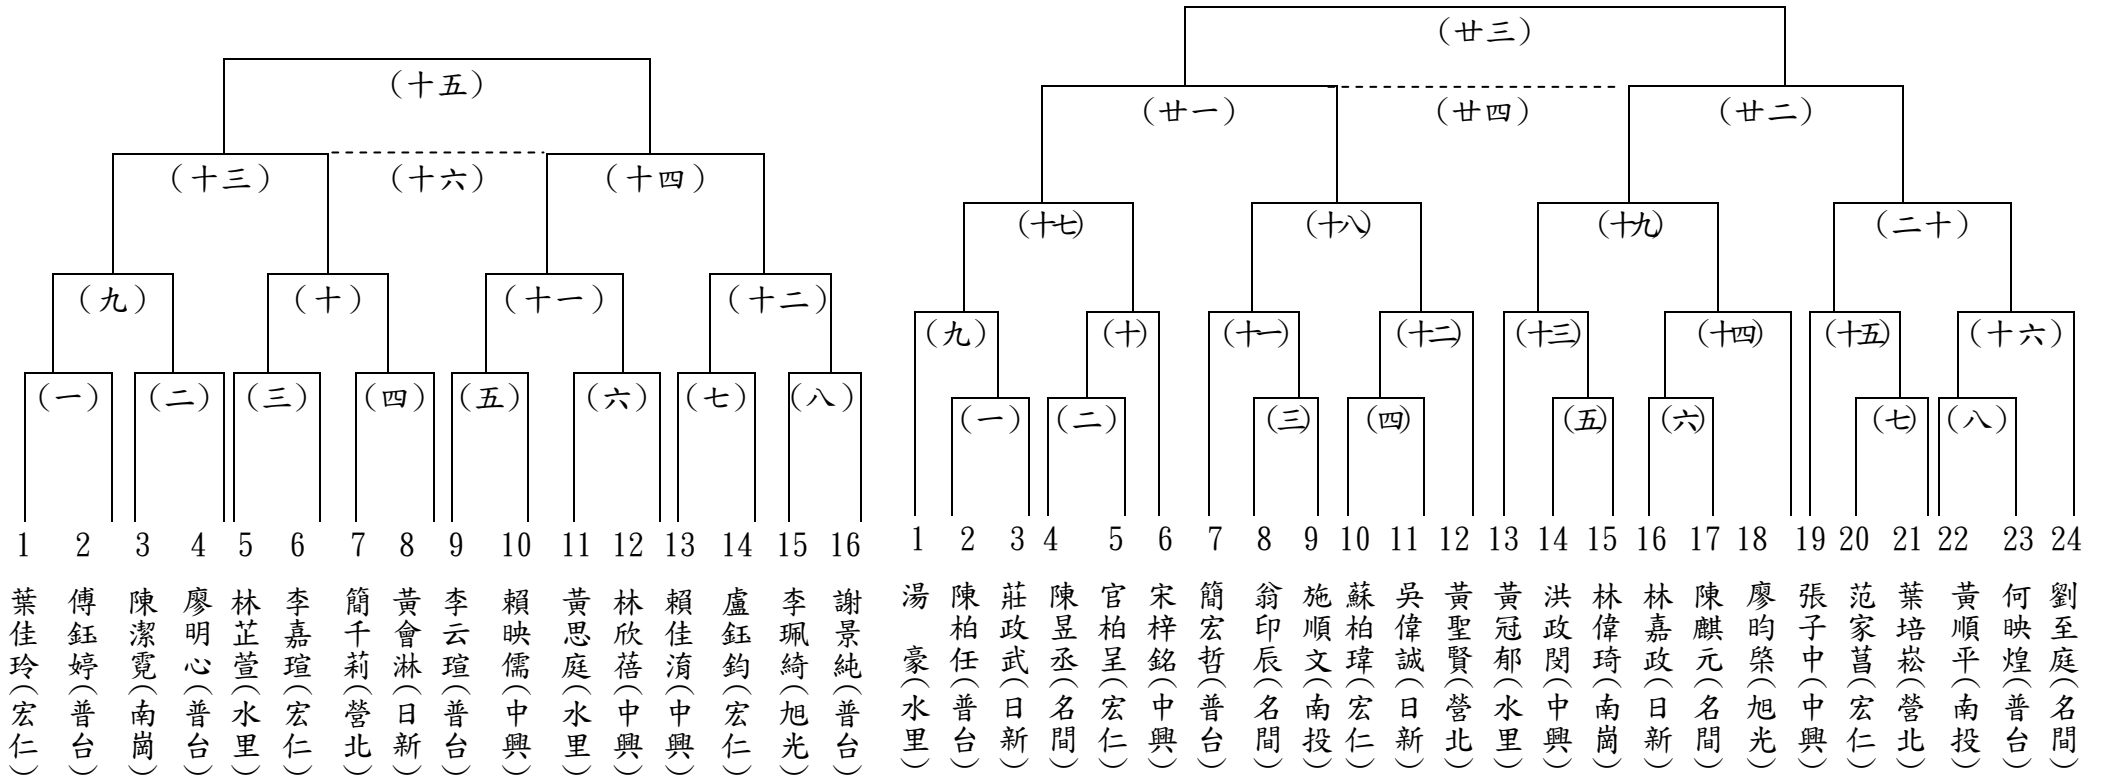 （十五）
（十三） （十六） （十四）
（九） （十） （十一） （十二）
（一） （二） （三） （四） （五） （六） （七） （八）
1 2 3 4 5 6 7 8 9 10 11 12 13 14 15 16
葉佳玲（宏仁）
傅鈺婷（普台）
陳潔霓（南崗）
廖明心（普台）
林芷萱（水里）
李嘉瑄（宏仁）
簡千莉（營北）
黃會淋（日新）
李云瑄（普台）
賴映儒（中興）
黃思庭（水里）
林欣蓓（中興）
賴佳淯（中興）
盧鈺鈞（宏仁）
李珮綺（旭光）
謝景純（普台）
（廿三）
（廿一） （廿四） （廿二）
（十七） （十八） （十九） （二十）
（九） （十） （十一） （十二） （十三） （十四） （十五） （十六）
（一） （二） （三） （四） （五） （六） （七） （八）
1 2 3 4 5 6 7 8 9 10 11 12 13 14 15 16 17 18 19 20 21 22 23 24
湯　豪（水里）
陳柏任（普台）
莊政武（日新）
陳昱丞（名間）
官柏呈（宏仁）
宋梓銘（中興）
簡宏哲（普台）
翁印辰（名間）
施順文（南投）
蘇柏瑋（宏仁）
吳偉誠（日新）
黃聖賢（營北）
黃冠郁（水里）
洪政閔（中興）
林偉琦（南崗）
林嘉政（日新）
陳麒元（名間）
廖昀棨（旭光）
張子中（中興）
范家菖（宏仁）
葉培崧（營北）
黃順平（南投）
何映煌（普台）
劉至庭（名間）